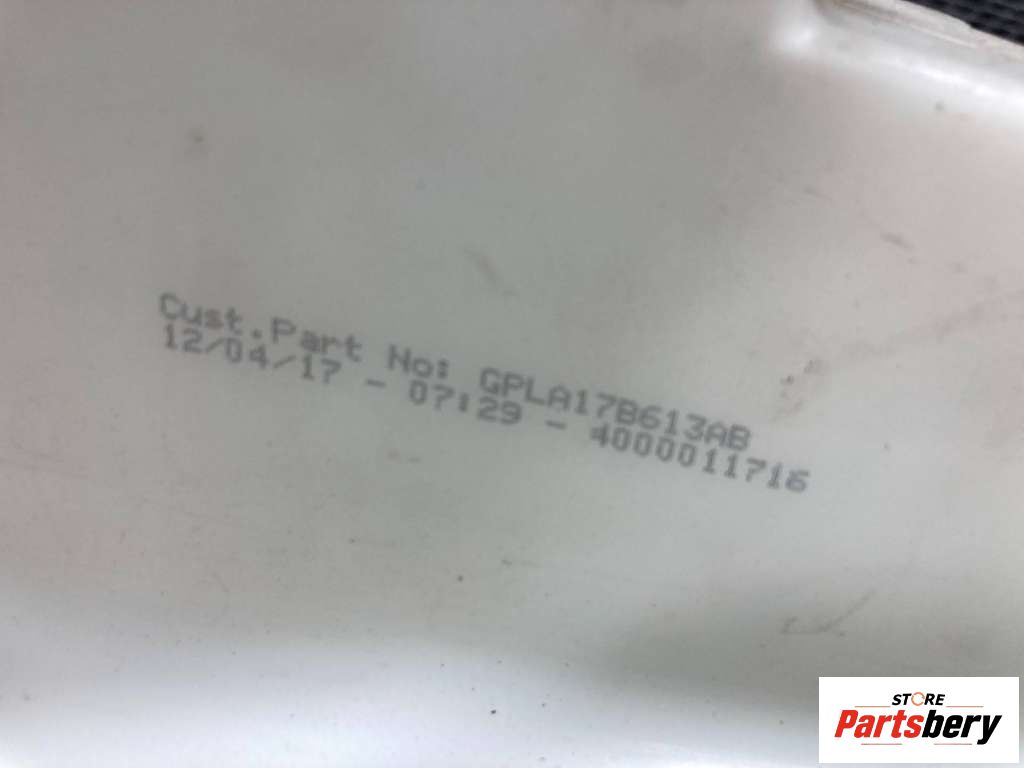 Cust.Part No: GPLA17B613AB
12/04/17 - 07:29 - 4000011716
STORE
Partsbery